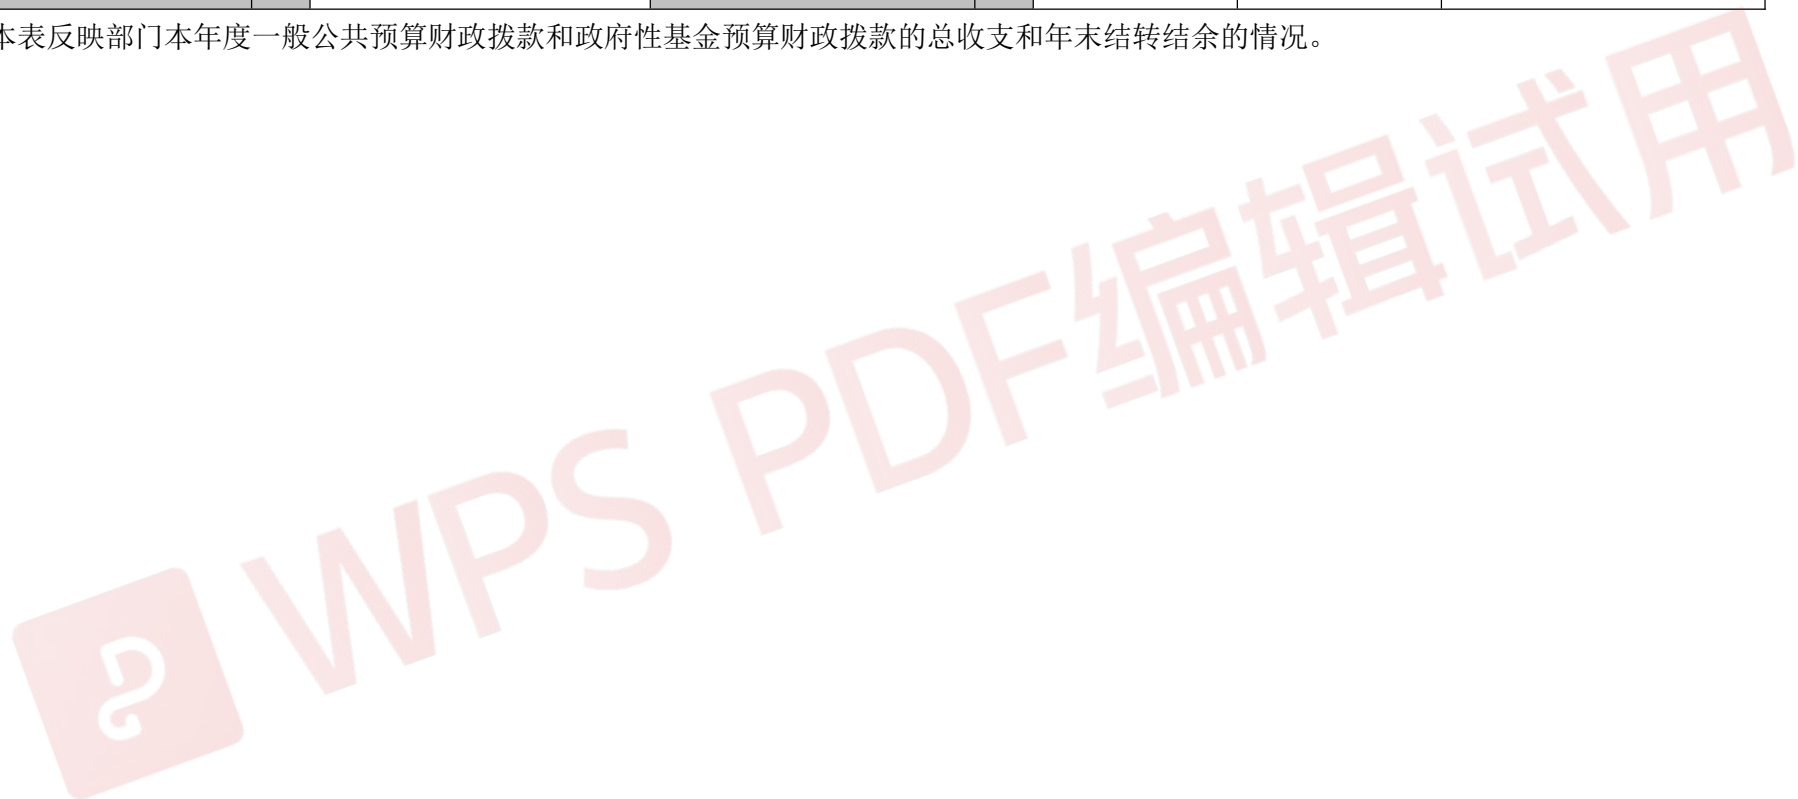 本表反映部门本年度一般公共预算财政拨款和政府性基金预算财政拨款的总收支和年末结转结余的情况。
WPS PDF编辑试用